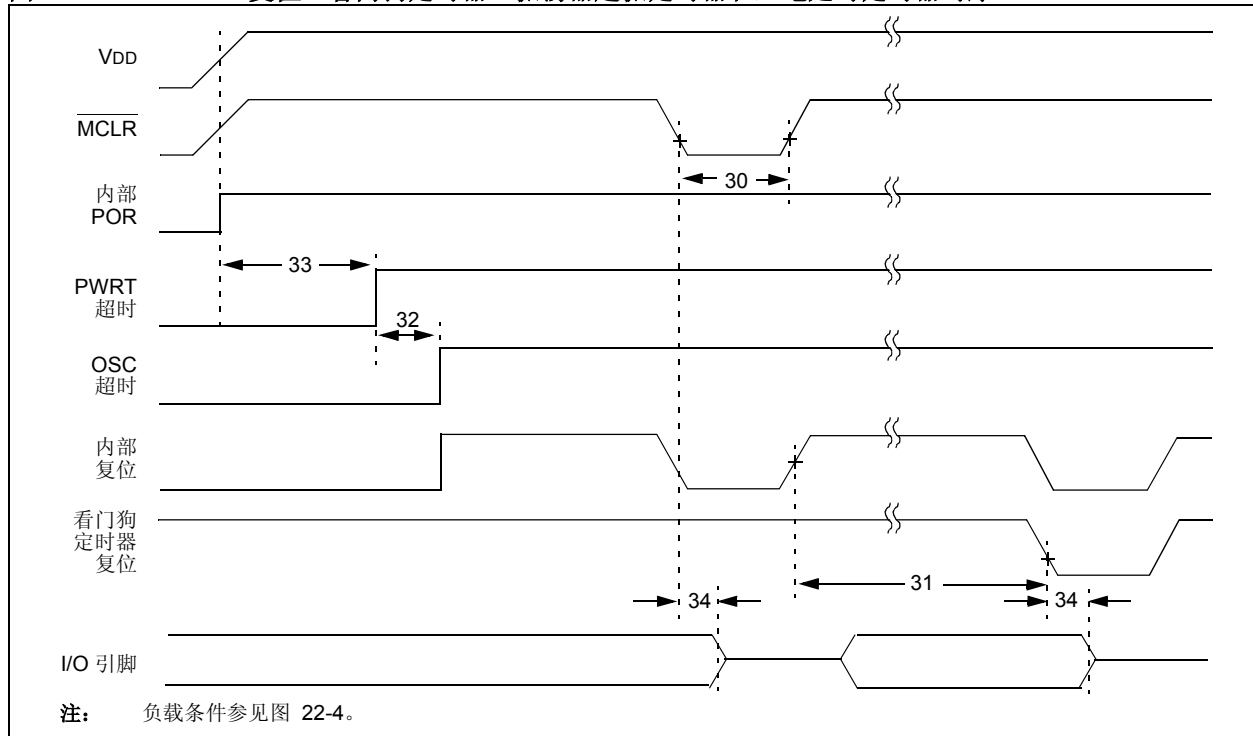 VDD
MCLR
30
内部
POR
33
PWRT
超时
32
OSC
超时
内部
复位
看门狗
定时器
复位
31
34
34
I/O 引脚
注： 负载条件参见图 22-4。